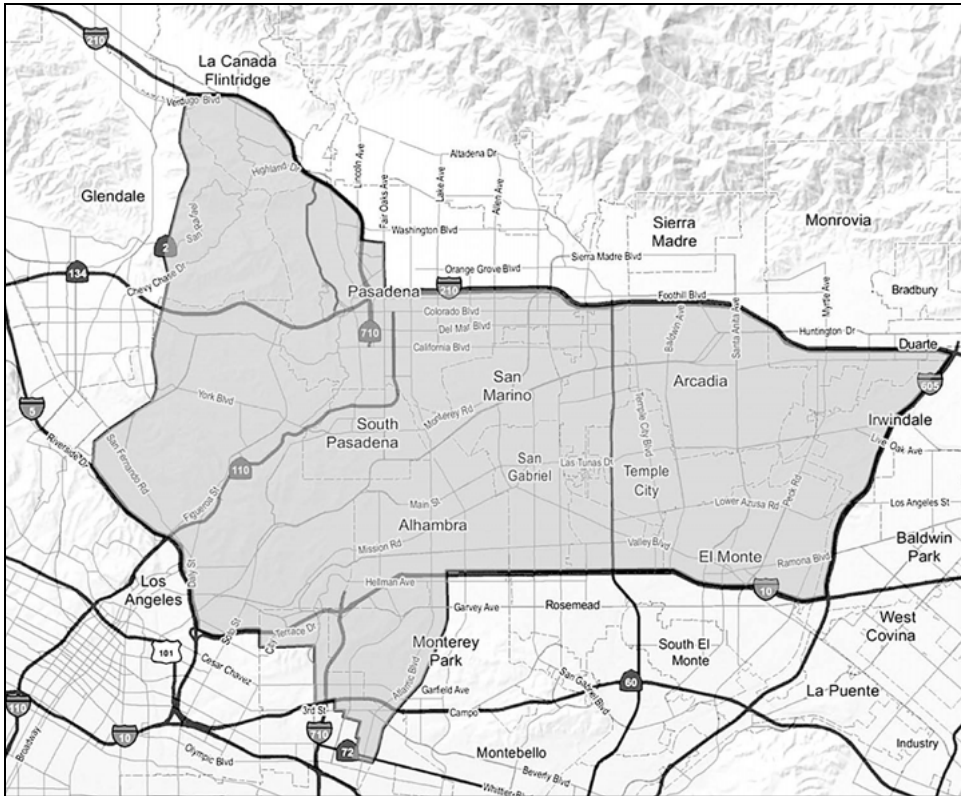 210
La Canada
Flintridge
Verdugo Blvd
Highland Dr
Lincoln Ave
Fair Oaks Ave
Lake Ave
Allen Ave
Altadena Dr
Glendale
San Rafael
Washington Blvd
Sierra
Madre
Monrovia
2
134
Chevy Chase Dr
Orange Grove Blvd
Sierra Madre Blvd
Pasadena
210
Foothill Blvd
Myrtle Ave
Bradbury
Colorado Blvd
Del Mar Blvd
California Blvd
710
Baldwin Ave
Santa Anita Ave
Huntington Dr
Duarte
605
San
Marino
Arcadia
5
York Blvd
South
Pasadena
Monterey Rd
Temple City Blvd
Irwindale
Riverside Dr
San Fernando Rd
110
Figueroa St
San
Gabriel
Las Tunas Dr
Temple
City
Live Oak Ave
Peck Rd
Main St
Lower Azusa Rd
Los Angeles St
Alhambra
Mission Rd
Valley Blvd
El Monte
Ramona Blvd
Baldwin
Park
Daly St
Los
Angeles
Hellman Ave
10
Garvey Ave
Rosemead
Soto St
Terrace Dr
Monterey
Park
South El
Monte
West
Covina
101
Cesar Chavez
Atlantic Blvd
Garfield Ave
San Gabriel Blvd
60
La Puente
110
3rd St
Campo
10
710
72
Broadway
Olympic Blvd
Montebello
Beverly Blvd
Industry
Whittier Bl